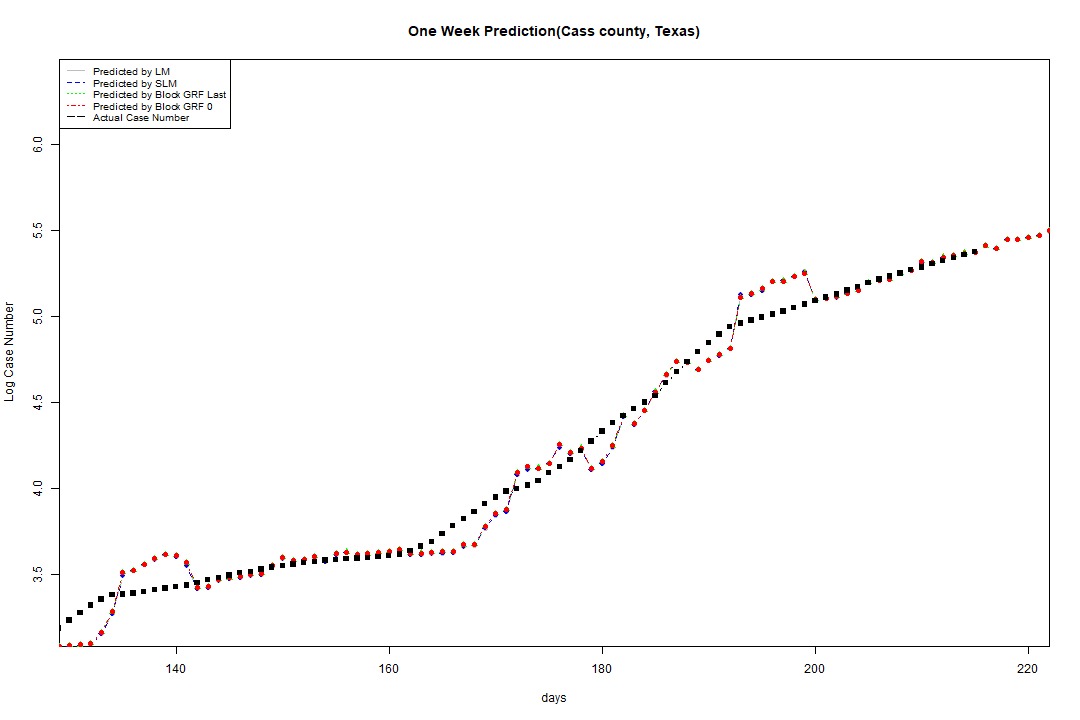 One Week Prediction(Cass county, Texas)
Predicted by LM
Predicted by SLM
Predicted by Block GRF Last
Predicted by Block GRF 0
Actual Case Number
6.0
5.5
5.0
4.5
4.0
3.5
Log Case Number
140 160 180 200 220
days